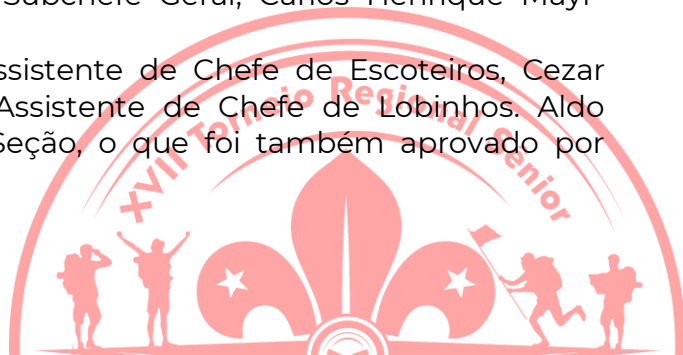 Subchefe Geral, Carlos Henrique Mayr
ssistente de Chefe de Escoteiros, Cezar
Assistente de Chefe de Lobinhos. Aldo
Seção, o que foi também aprovado por
XVII Torneio Regional Senior